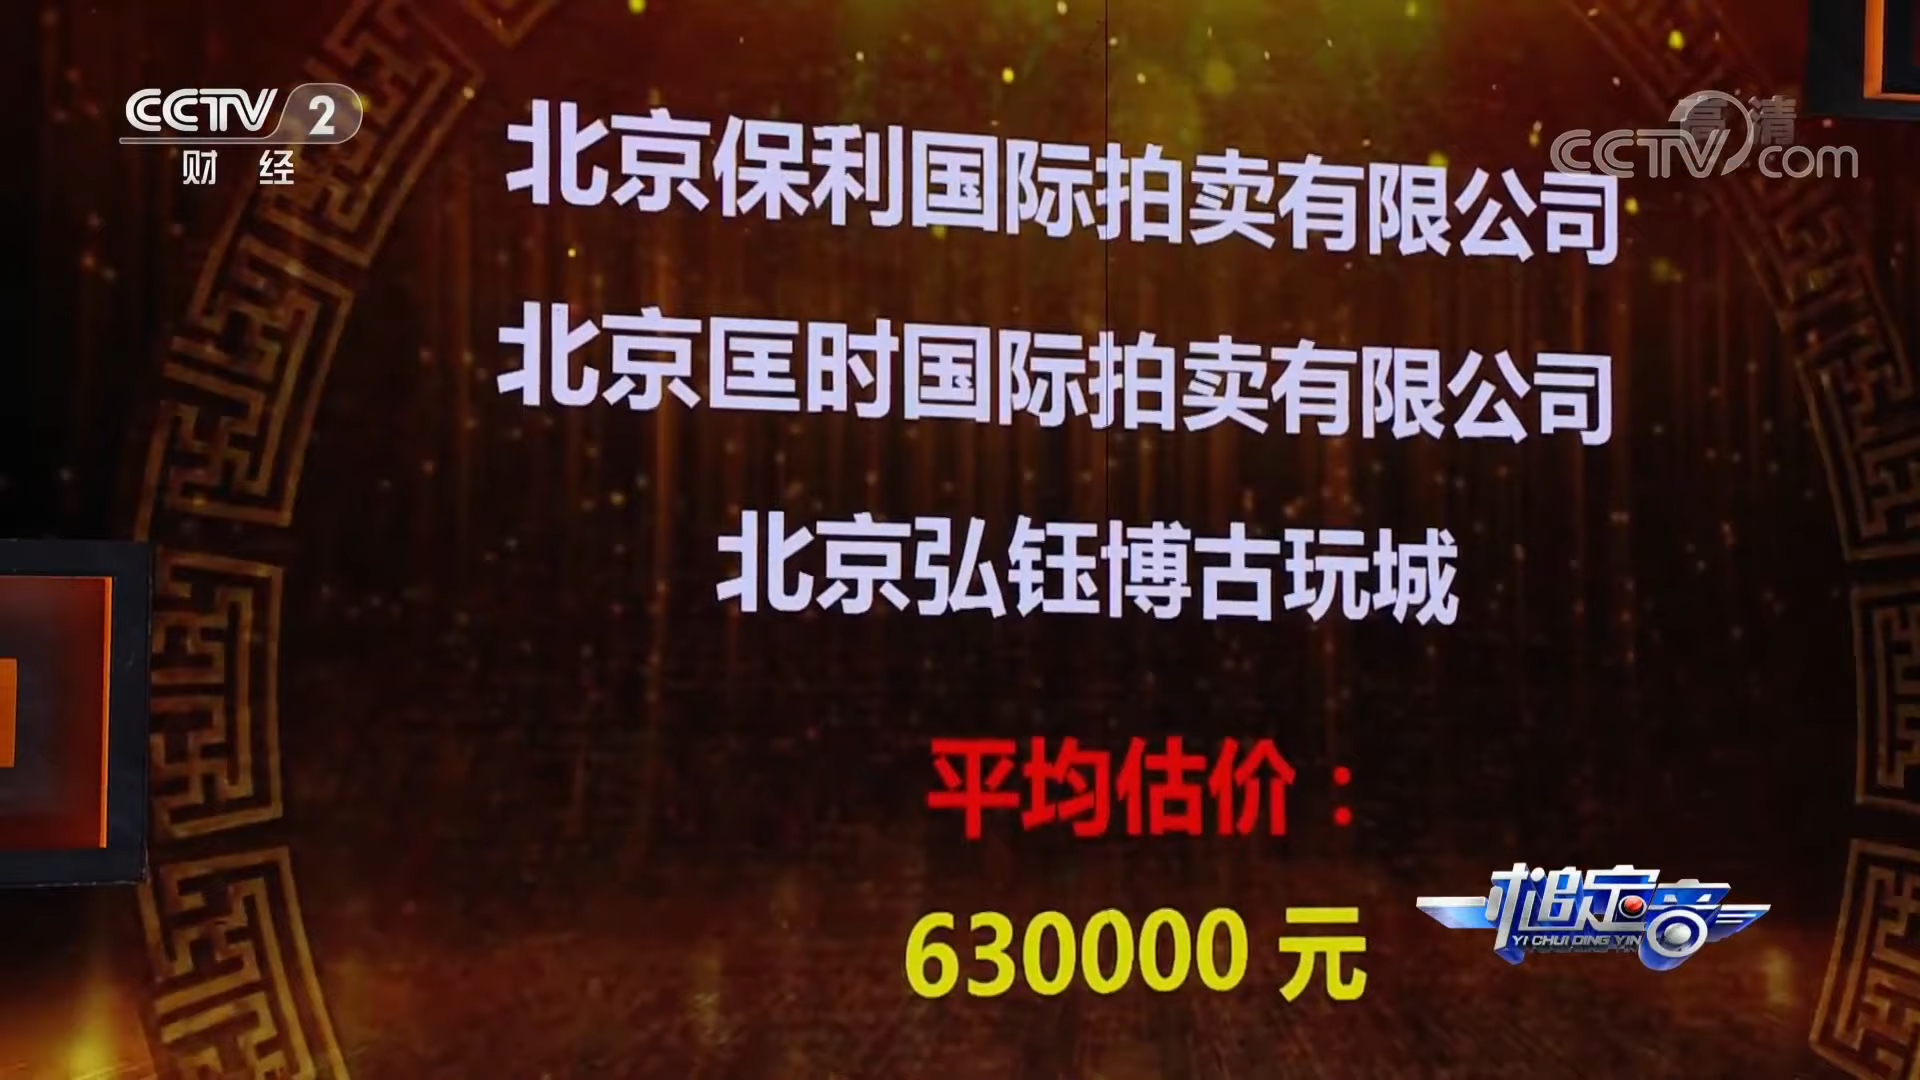 CCTV 2
财 经
高清
CCTV.com
北京保利国际拍卖有限公司
北京匡时国际拍卖有限公司
北京弘钰博古玩城
平均估价：
630000 元
一槌定音
YI CHUI DING YIN